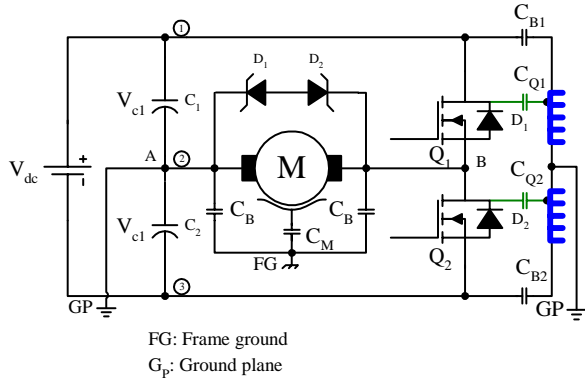 ① C_B1
D_1 D_2 C_Q1
V_c1 C_1 D_1
V_dc + - A ② M Q_1 B
C_Q2
V_c1 C_2 C_B C_B D_2
C_M Q_2
FG C_B2
GP ③ GP
FG: Frame ground
G_P: Ground plane